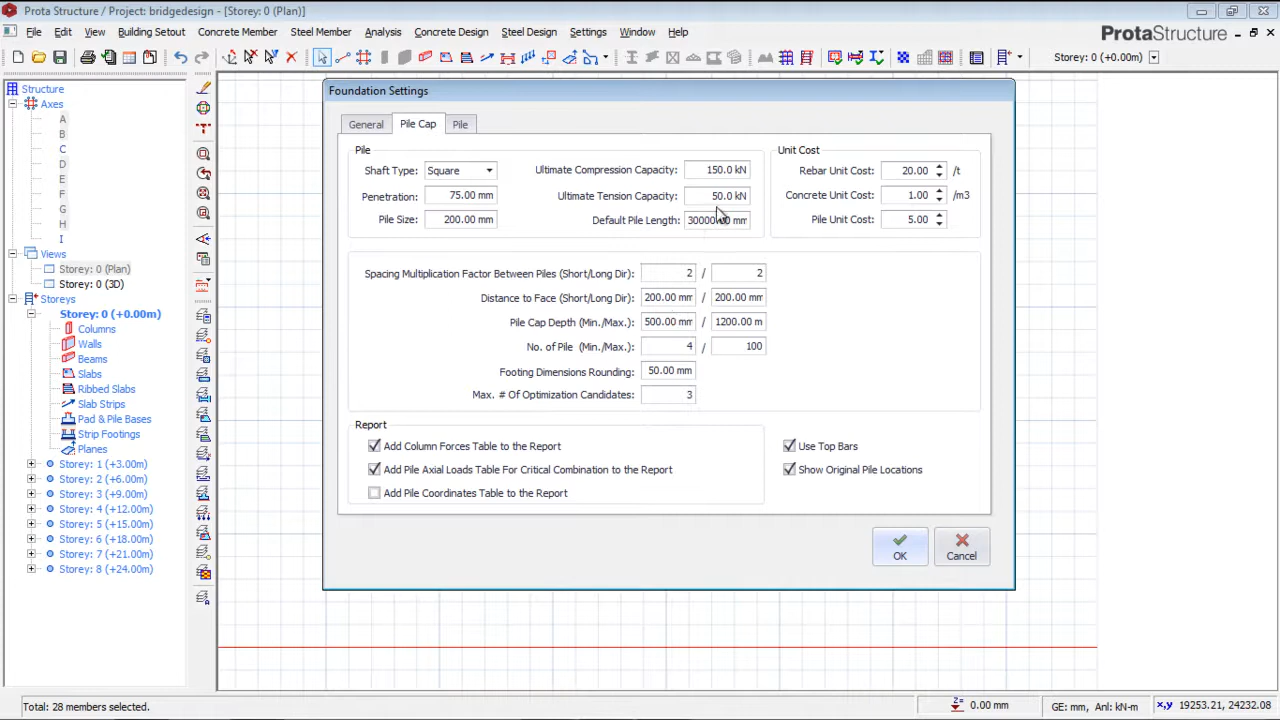 Prota Structure / Project: bridgedesign - [Storey: 0 (Plan)]
File Edit View Building Setout Concrete Member Steel Member Analysis Concrete Design Steel Design Settings Window Help
ProtaStructure
Storey: 0 (+0.00m)
Structure
Axes
A
B
C
D
E
F
G
H
I
Views
Storey: 0 (Plan)
Storey: 0 (3D)
Storeys
Storey: 0 (+0.00m)
Columns
Walls
Beams
Slabs
Ribbed Slabs
Slab Strips
Pad & Pile Bases
Strip Footings
Planes
Storey: 1 (+3.00m)
Storey: 2 (+6.00m)
Storey: 3 (+9.00m)
Storey: 4 (+12.00m)
Storey: 5 (+15.00m)
Storey: 6 (+18.00m)
Storey: 7 (+21.00m)
Storey: 8 (+24.00m)
Foundation Settings
General Pile Cap Pile
Pile
Shaft Type: Square
Penetration: 75.00 mm
Pile Size: 200.00 mm
Ultimate Compression Capacity: 150.0 kN
Ultimate Tension Capacity: 50.0 kN
Default Pile Length: mm
Unit Cost
Rebar Unit Cost: 20.00 /t
Concrete Unit Cost: 1.00 /m3
Pile Unit Cost: 5.00
Spacing Multiplication Factor Between Piles (Short/Long Dir): 2 / 2
Distance to Face (Short/Long Dir): 200.00 mm / 200.00 mm
Pile Cap Depth (Min./Max.): 500.00 mm / 1200.00 m
No. of Pile (Min./Max.): 4 / 100
Footing Dimensions Rounding: 50.00 mm
Max. # Of Optimization Candidates: 3
Report
Add Column Forces Table to the Report
Add Pile Axial Loads Table For Critical Combination to the Report
Add Pile Coordinates Table to the Report
Use Top Bars
Show Original Pile Locations
OK
Cancel
Total: 28 members selected.
Z= 0.00 mm
GE: mm, Anl: kN-m
x,y 19253.21, 24232.08